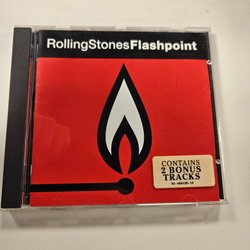 RollingStonesFlashpoint
CONTAINS
2 BONUS
TRACKS